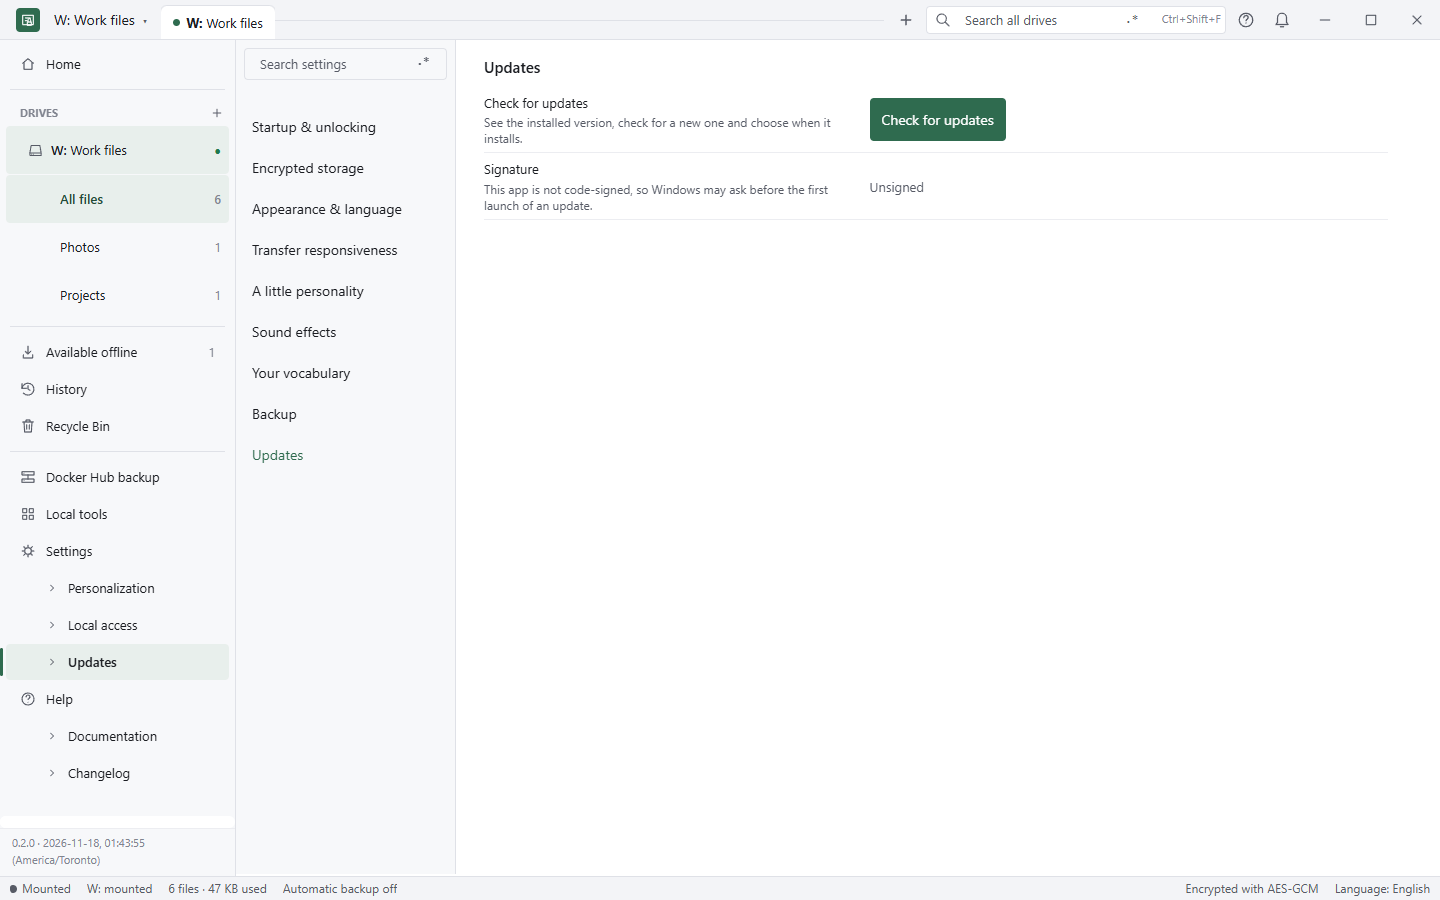 W: Work files
W: Work files
Search all drives
.*
Ctrl+Shift+F
Home
DRIVES
W: Work files
All files 6
Photos 1
Projects 1
Available offline 1
History
Recycle Bin
Docker Hub backup
Local tools
Settings
Personalization
Local access
Updates
Help
Documentation
Changelog
0.2.0 · 2026-11-18, 01:43:55
(America/Toronto)
Search settings .*
Startup & unlocking
Encrypted storage
Appearance & language
Transfer responsiveness
A little personality
Sound effects
Your vocabulary
Backup
Updates
Updates
Check for updates
See the installed version, check for a new one and choose when it
installs.
Check for updates
Signature
This app is not code-signed, so Windows may ask before the first
launch of an update.
Unsigned
Mounted
W: mounted
6 files · 47 KB used
Automatic backup off
Encrypted with AES-GCM
Language: English